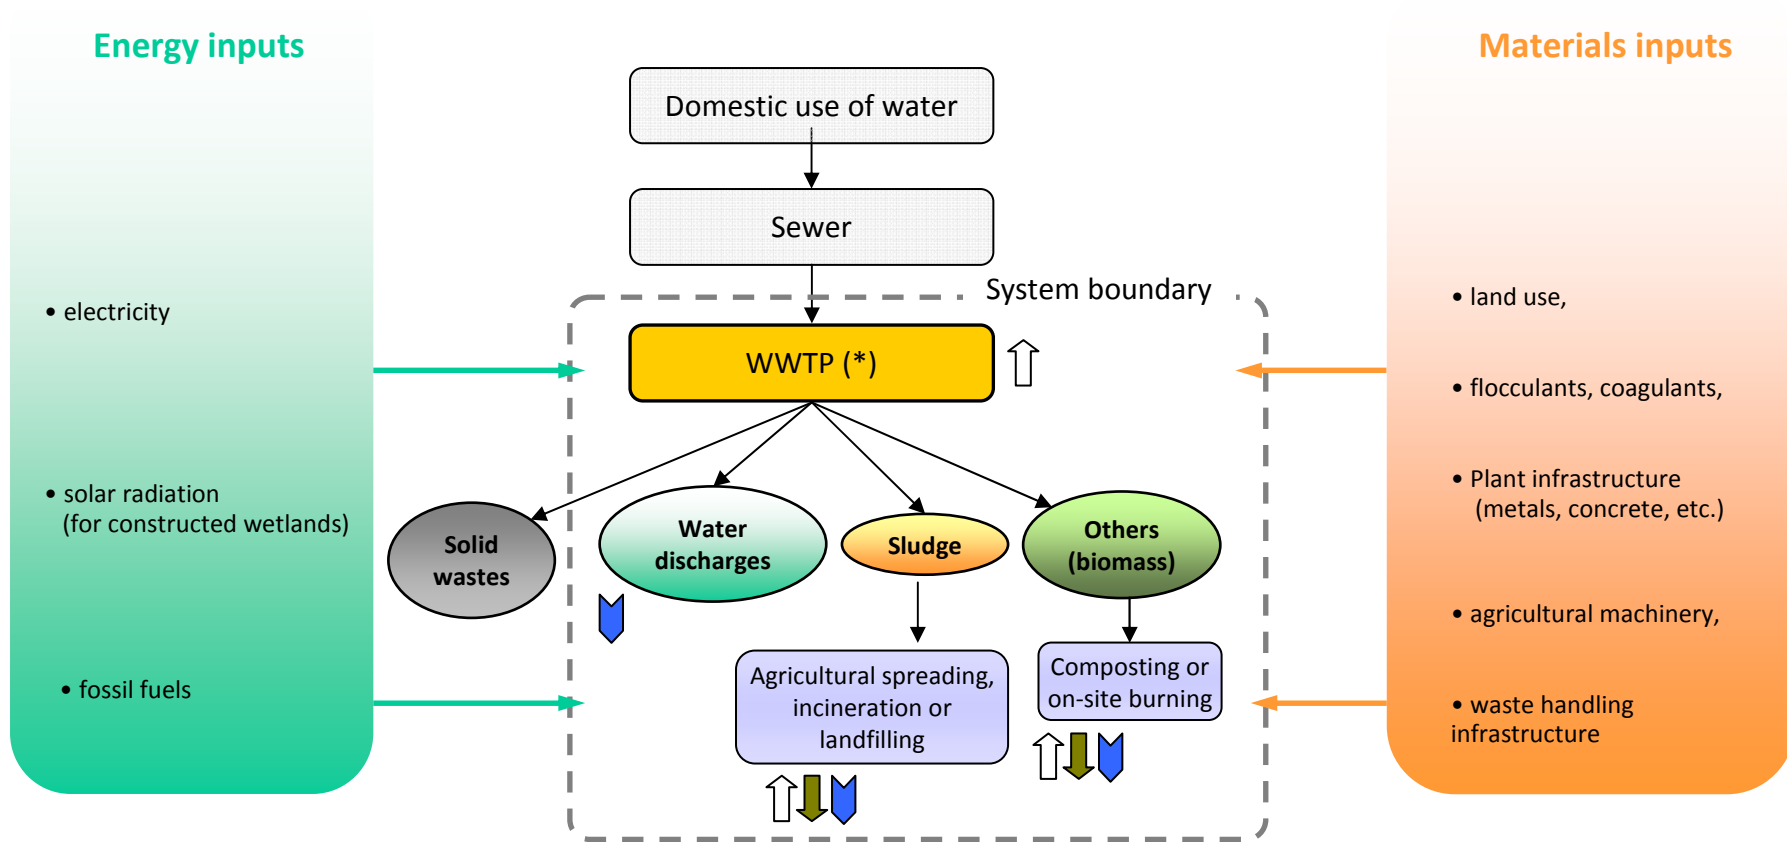 Energy inputs
• electricity
• solar radiation
(for constructed wetlands)
• fossil fuels
Domestic use of water
Sewer
System boundary
WWTP (*)
Solid
wastes
Water
discharges
Sludge
Others
(biomass)
Agricultural spreading,
incineration or
landfilling
Composting or
on-site burning
Materials inputs
• land use,
• flocculants, coagulants,
• Plant infrastructure
(metals, concrete, etc.)
• agricultural machinery,
• waste handling
infrastructure